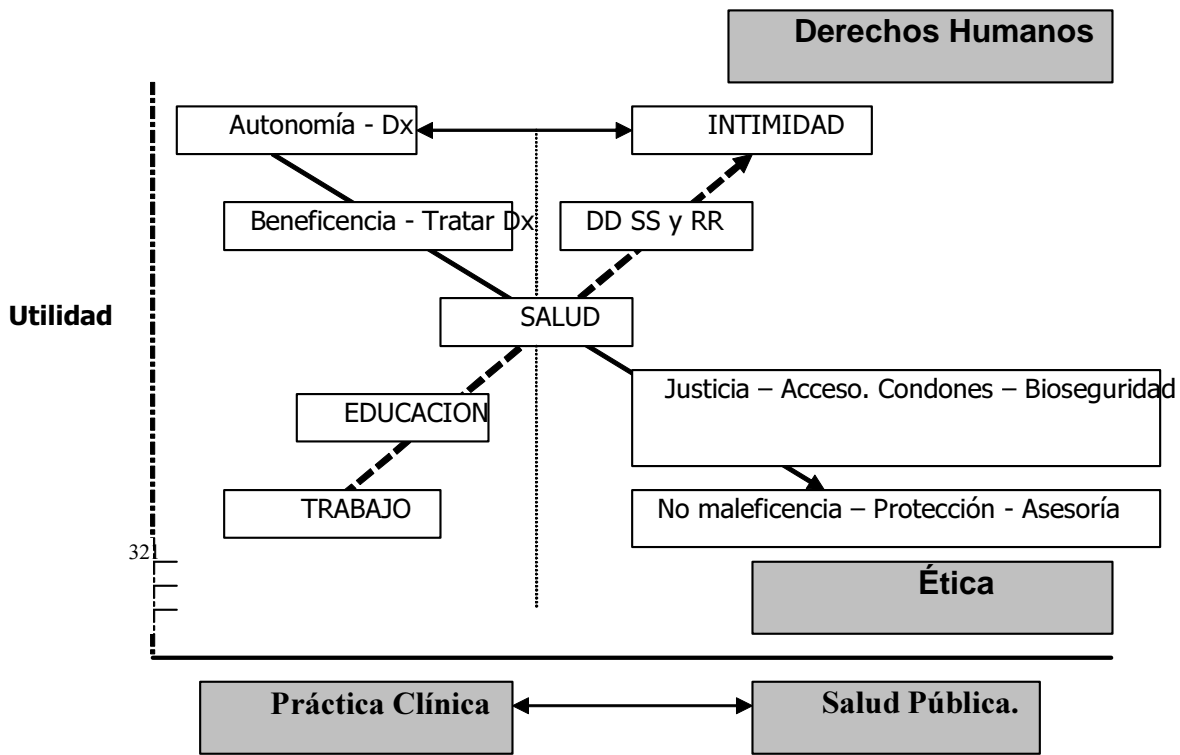 Derechos Humanos
Autonomía - Dx
INTIMIDAD
Beneficencia - Tratar Dx
DD SS y RR
Utilidad
SALUD
Justicia – Acceso. Condones – Bioseguridad
EDUCACION
TRABAJO
No maleficencia – Protección - Asesoría
321
Ética
Práctica Clínica
Salud Pública.